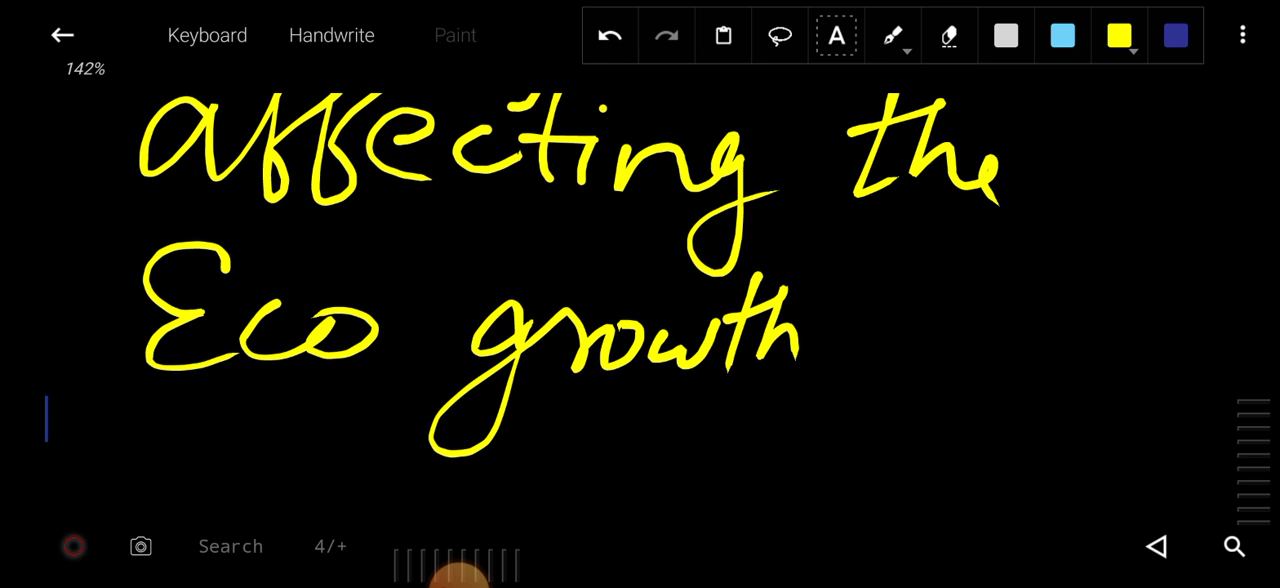 Keyboard Handwrite Paint A
142%
affecting the
Eco growth
Search 4/+